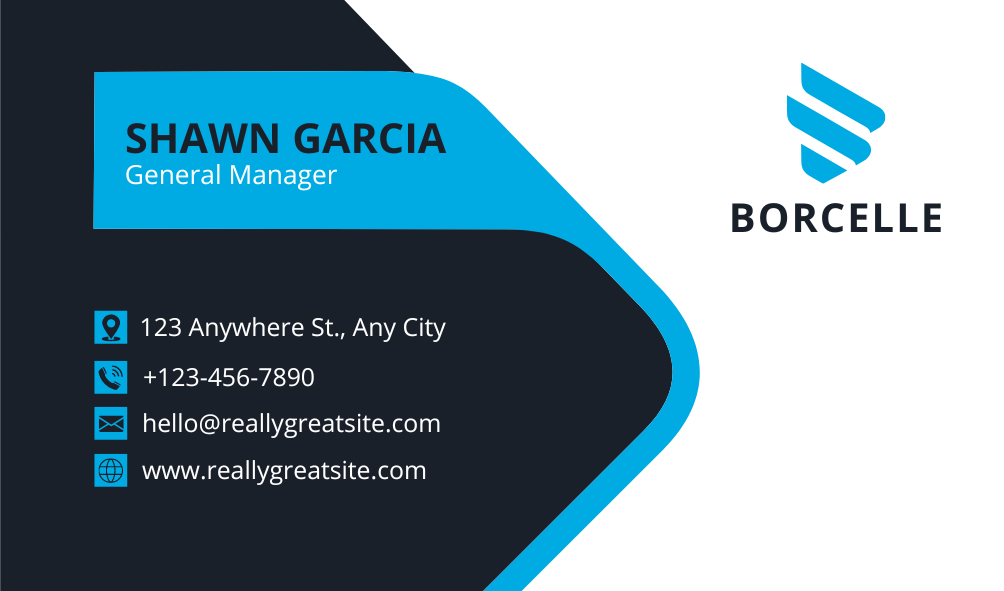 SHAWN GARCIA
General Manager
BORCELLE
123 Anywhere St., Any City
+123-456-7890
hello@reallygreatsite.com
www.reallygreatsite.com